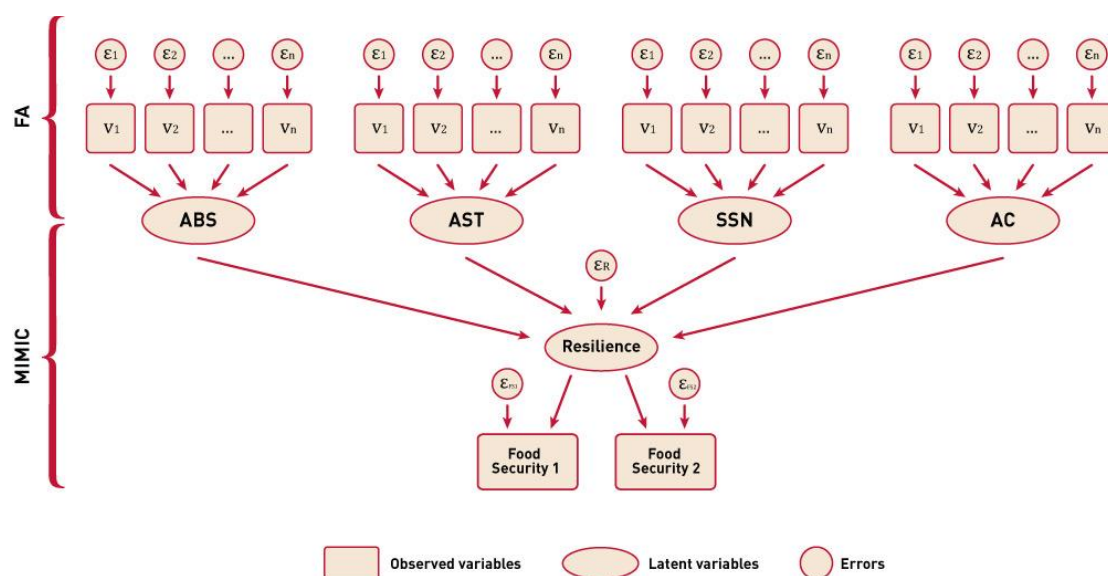 FA
ε1 ε2 ... εn ε1 ε2 ... εn ε1 ε2 ... εn ε1 ε2 ... εn
V1 V2 ... Vn V1 V2 ... Vn V1 V2 ... Vn V1 V2 ... Vn
ABS AST SSN AC
MIMIC
εR
Resilience
εFS1 εFS2
Food Security 1
Food Security 2
Observed variables Latent variables Errors